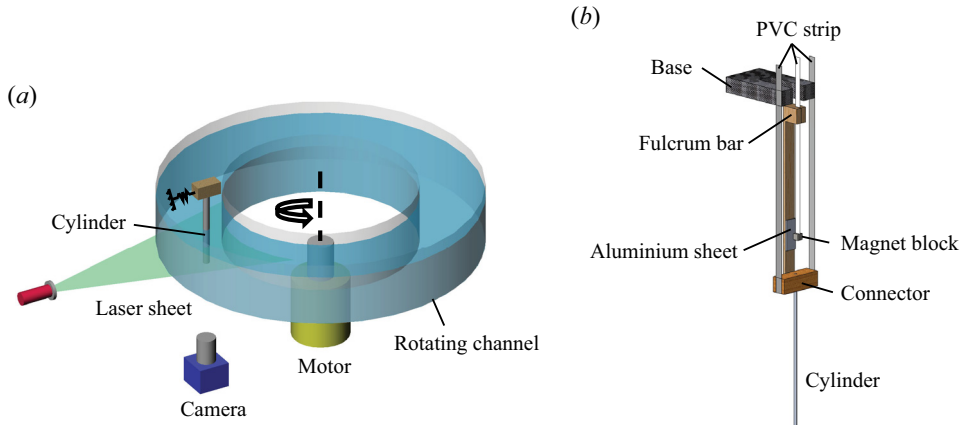 (a)
Cylinder
Laser sheet
Camera
Motor
Rotating channel
(b)
PVC strip
Base
Fulcrum bar
Aluminium sheet
Magnet block
Connector
Cylinder